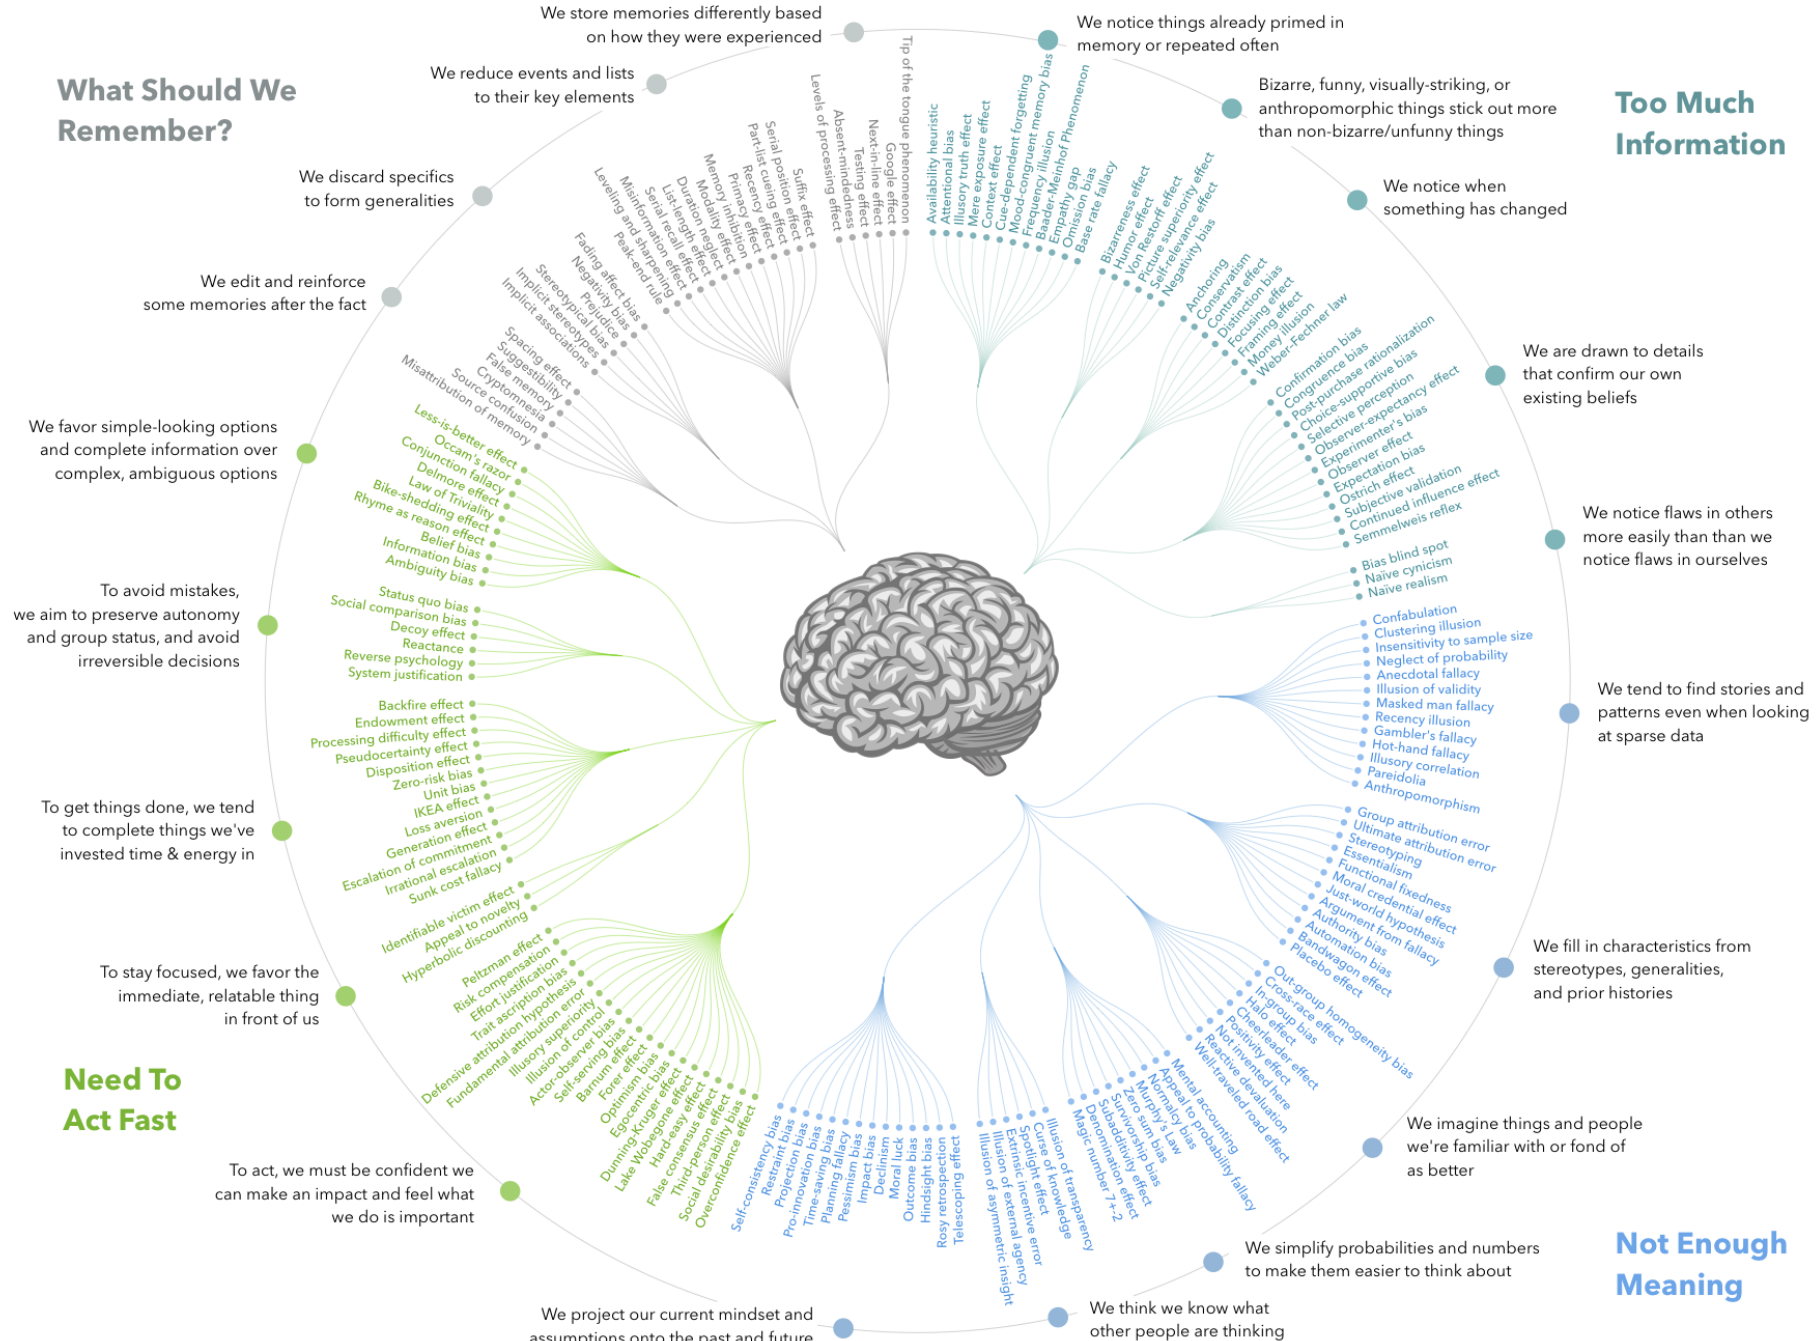 We store memories differently based
on how they were experienced
We reduce events and lists
to their key elements
We discard specifics
to form generalities
We edit and reinforce
some memories after the fact
What Should We
Remember?
Tip of the tongue phenomenon
Google effect
Next-in-line effect
Testing effect
Absent-mindedness
Levels of processing effect
Suffix effect
Serial position effect
Part-list cueing effect
Recency effect
Primacy effect
Memory inhibition
Modality effect
Duration neglect
List-length effect
Serial recall effect
Misinformation effect
Leveling and sharpening
Peak-end rule
Fading affect bias
Negativity bias
Prejudice
Stereotypical bias
Implicit stereotypes
Implicit associations
Spacing effect
Suggestibility
False memory
Cryptomnesia
Source confusion
Misattribution of memory
We notice things already primed in
memory or repeated often
Bizarre, funny, visually-striking, or
anthropomorphic things stick out more
than non-bizarre/unfunny things
We notice when
something has changed
We are drawn to details
that confirm our own
existing beliefs
We notice flaws in others
more easily than than we
notice flaws in ourselves
Too Much
Information
Availability heuristic
Attentional bias
Illusory truth effect
Mere exposure effect
Context effect
Cue-dependent forgetting
Mood-congruent memory bias
Frequency illusion
Baader-Meinhof Phenomenon
Empathy gap
Omission bias
Base rate fallacy
Bizarreness effect
Humor effect
Von Restorff effect
Picture superiority effect
Self-relevance effect
Negativity bias
Anchoring
Conservatism
Contrast effect
Distinction bias
Focusing effect
Framing effect
Money illusion
Weber-Fechner law
Confirmation bias
Congruence bias
Post-purchase rationalization
Choice-supportive bias
Selective perception
Observer-expectancy effect
Experimenter's bias
Observer effect
Expectation bias
Ostrich effect
Subjective validation
Continued influence effect
Semmelweis reflex
Bias blind spot
Naïve cynicism
Naïve realism
We tend to find stories and
patterns even when looking
at sparse data
We fill in characteristics from
stereotypes, generalities,
and prior histories
We imagine things and people
we're familiar with or fond of
as better
We simplify probabilities and numbers
to make them easier to think about
We think we know what
other people are thinking
We project our current mindset and
assumptions onto the past and future
Not Enough
Meaning
Confabulation
Clustering illusion
Insensitivity to sample size
Neglect of probability
Anecdotal fallacy
Illusion of validity
Masked man fallacy
Recency illusion
Gambler's fallacy
Hot-hand fallacy
Illusory correlation
Pareidolia
Anthropomorphism
Group attribution error
Ultimate attribution error
Stereotyping
Essentialism
Functional fixedness
Moral credential effect
Just-world hypothesis
Argument from fallacy
Authority bias
Automation bias
Bandwagon effect
Placebo effect
Out-group homogeneity bias
Cross-race effect
In-group bias
Halo effect
Cheerleader effect
Positivity effect
Not invented here
Reactive devaluation
Well-traveled road effect
Mental accounting
Appeal to probability fallacy
Normalcy bias
Murphy's Law
Zero sum bias
Survivorship bias
Subadditivity effect
Denomination effect
Magic number 7+-2
Illusion of transparency
Curse of knowledge
Spotlight effect
Extrinsic incentive error
Illusion of external agency
Illusion of asymmetric insight
Telescoping effect
Rosy retrospection
Hindsight bias
Outcome bias
Moral luck
Declinism
Impact bias
Pessimism bias
Planning fallacy
Time-saving bias
Pro-innovation bias
Projection bias
Restraint bias
Self-consistency bias
We favor simple-looking options
and complete information over
complex, ambiguous options
To avoid mistakes,
we aim to preserve autonomy
and group status, and avoid
irreversible decisions
To get things done, we tend
to complete things we've
invested time & energy in
To stay focused, we favor the
immediate, relatable thing
in front of us
To act, we must be confident we
can make an impact and feel what
we do is important
Need To
Act Fast
Less-is-better effect
Occam's razor
Conjunction fallacy
Delmore effect
Law of Triviality
Bike-shedding effect
Rhyme as reason effect
Belief bias
Information bias
Ambiguity bias
Status quo bias
Social comparison bias
Decoy effect
Reactance
Reverse psychology
System justification
Backfire effect
Endowment effect
Processing difficulty effect
Pseudocertainty effect
Disposition effect
Zero-risk bias
Unit bias
IKEA effect
Loss aversion
Generation effect
Escalation of commitment
Irrational escalation
Sunk cost fallacy
Identifiable victim effect
Appeal to novelty
Hyperbolic discounting
Peltzman effect
Risk compensation
Effort justification
Trait ascription bias
Defensive attribution hypothesis
Fundamental attribution error
Illusory superiority
Illusion of control
Actor-observer bias
Self-serving bias
Barnum effect
Forer effect
Optimism bias
Egocentric bias
Dunning-Kruger effect
Lake Wobegone effect
Hard-easy effect
False consensus effect
Third-person effect
Social desirability bias
Overconfidence effect